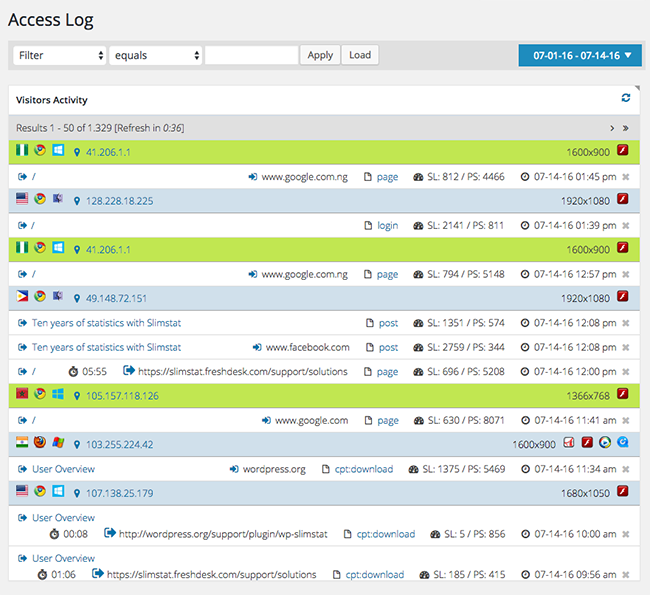 Access Log
Filter equals Apply Load 07-01-16 - 07-14-16
Visitors Activity
Results 1 - 50 of 1.329 [Refresh in 0:36] › »
41.206.1.1 1600x900
/ www.google.com.ng page SL: 812 / PS: 4466 07-14-16 01:45 pm
128.228.18.225 1920x1080
/ login SL: 2141 / PS: 811 07-14-16 01:39 pm
41.206.1.1 1600x900
/ www.google.com.ng page SL: 794 / PS: 5148 07-14-16 12:57 pm
49.148.72.151 1920x1080
Ten years of statistics with Slimstat post SL: 1351 / PS: 574 07-14-16 12:08 pm
Ten years of statistics with Slimstat www.facebook.com post SL: 2759 / PS: 344 07-14-16 12:08 pm
/ 05:55 https://slimstat.freshdesk.com/support/solutions page SL: 696 / PS: 5208 07-14-16 12:00 pm
105.157.118.126 1366x768
/ www.google.com page SL: 630 / PS: 8071 07-14-16 11:41 am
103.255.224.42 1600x900
User Overview wordpress.org cpt:download SL: 1375 / PS: 5469 07-14-16 11:34 am
107.138.25.179 1680x1050
User Overview
00:08 http://wordpress.org/support/plugin/wp-slimstat cpt:download SL: 5 / PS: 856 07-14-16 10:00 am
User Overview
01:06 https://slimstat.freshdesk.com/support/solutions cpt:download SL: 185 / PS: 415 07-14-16 09:56 am